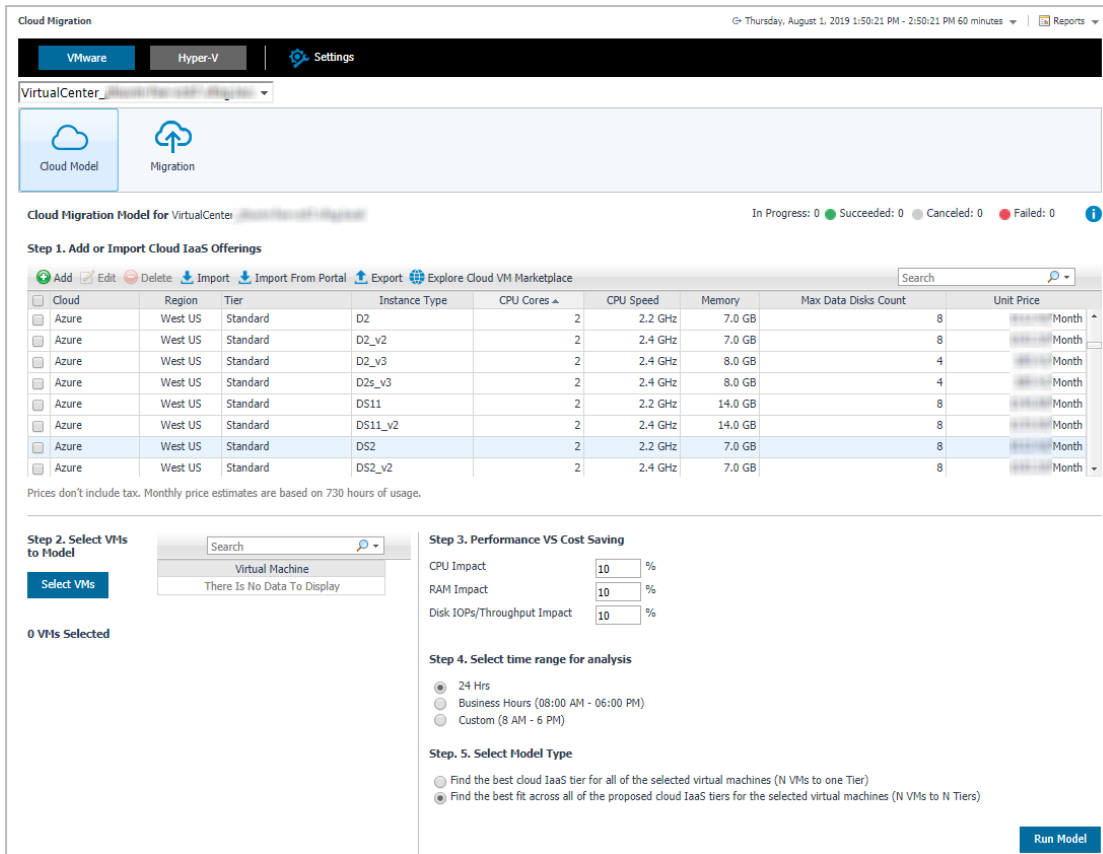 Cloud Migration
Thursday, August 1, 2019 1:50:21 PM - 2:50:21 PM 60 minutes Reports
VMware Hyper-V Settings
VirtualCenter_
Cloud Model Migration
Cloud Migration Model for VirtualCenter
In Progress: 0 Succeeded: 0 Canceled: 0 Failed: 0
Step 1. Add or Import Cloud IaaS Offerings
Add Edit Delete Import Import From Portal Export Explore Cloud VM Marketplace Search
Cloud Region Tier Instance Type CPU Cores CPU Speed Memory Max Data Disks Count Unit Price
Azure West US Standard D2 2 2.2 GHz 7.0 GB 8 Month
Azure West US Standard D2_v2 2 2.4 GHz 7.0 GB 8 Month
Azure West US Standard D2_v3 2 2.4 GHz 8.0 GB 4 Month
Azure West US Standard D2s_v3 2 2.4 GHz 8.0 GB 4 Month
Azure West US Standard DS11 2 2.2 GHz 14.0 GB 8 Month
Azure West US Standard DS11_v2 2 2.4 GHz 14.0 GB 8 Month
Azure West US Standard DS2 2 2.2 GHz 7.0 GB 8 Month
Azure West US Standard DS2_v2 2 2.4 GHz 7.0 GB 8 Month
Prices don't include tax. Monthly price estimates are based on 730 hours of usage.
Step 2. Select VMs
to Model
Select VMs
0 VMs Selected
Search
Virtual Machine
There Is No Data To Display
Step 3. Performance VS Cost Saving
CPU Impact 10 %
RAM Impact 10 %
Disk IOPs/Throughput Impact 10 %
Step 4. Select time range for analysis
24 Hrs
Business Hours (08:00 AM - 06:00 PM)
Custom (8 AM - 6 PM)
Step. 5. Select Model Type
Find the best cloud IaaS tier for all of the selected virtual machines (N VMs to one Tier)
Find the best fit across all of the proposed cloud IaaS tiers for the selected virtual machines (N VMs to N Tiers)
Run Model